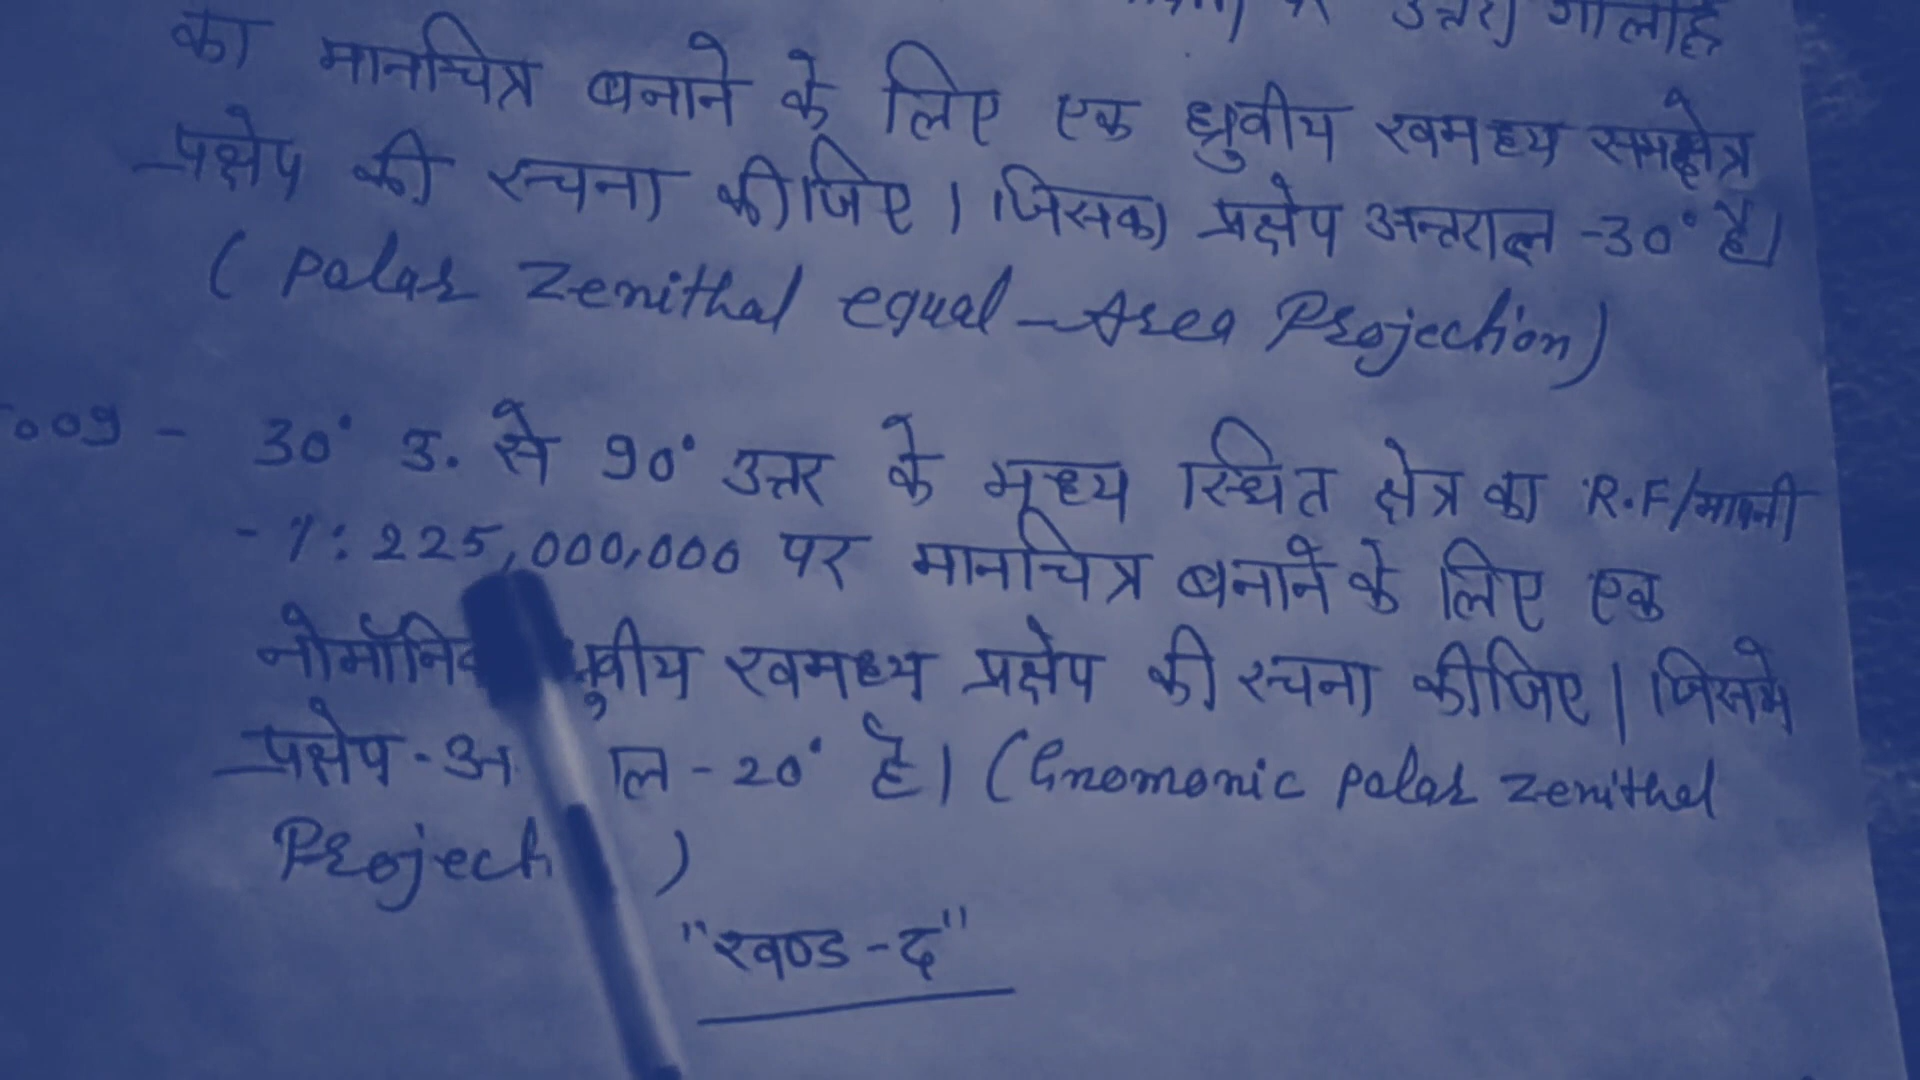 उत्तरी गोलार्द्ध
का मानचित्र बनाने के लिए एक ध्रुवीय खमध्य समक्षेत्र
प्रक्षेप की रचना कीजिए। जिसका प्रक्षेप अन्तराल -30° है।
(Polar Zenithal equal-Area Projection)
009 - 30° उ. से 90° उत्तर के मध्य स्थित क्षेत्र का R.F/मापनी
- 1:225,000,000 पर मानचित्र बनाने के लिए एक
खमध्य प्रक्षेप की रचना कीजिए। जिसमे
प्रक्षेप - -20° है। (Gnomonic Polar Zenithal
Project )
"खण्ड-द"